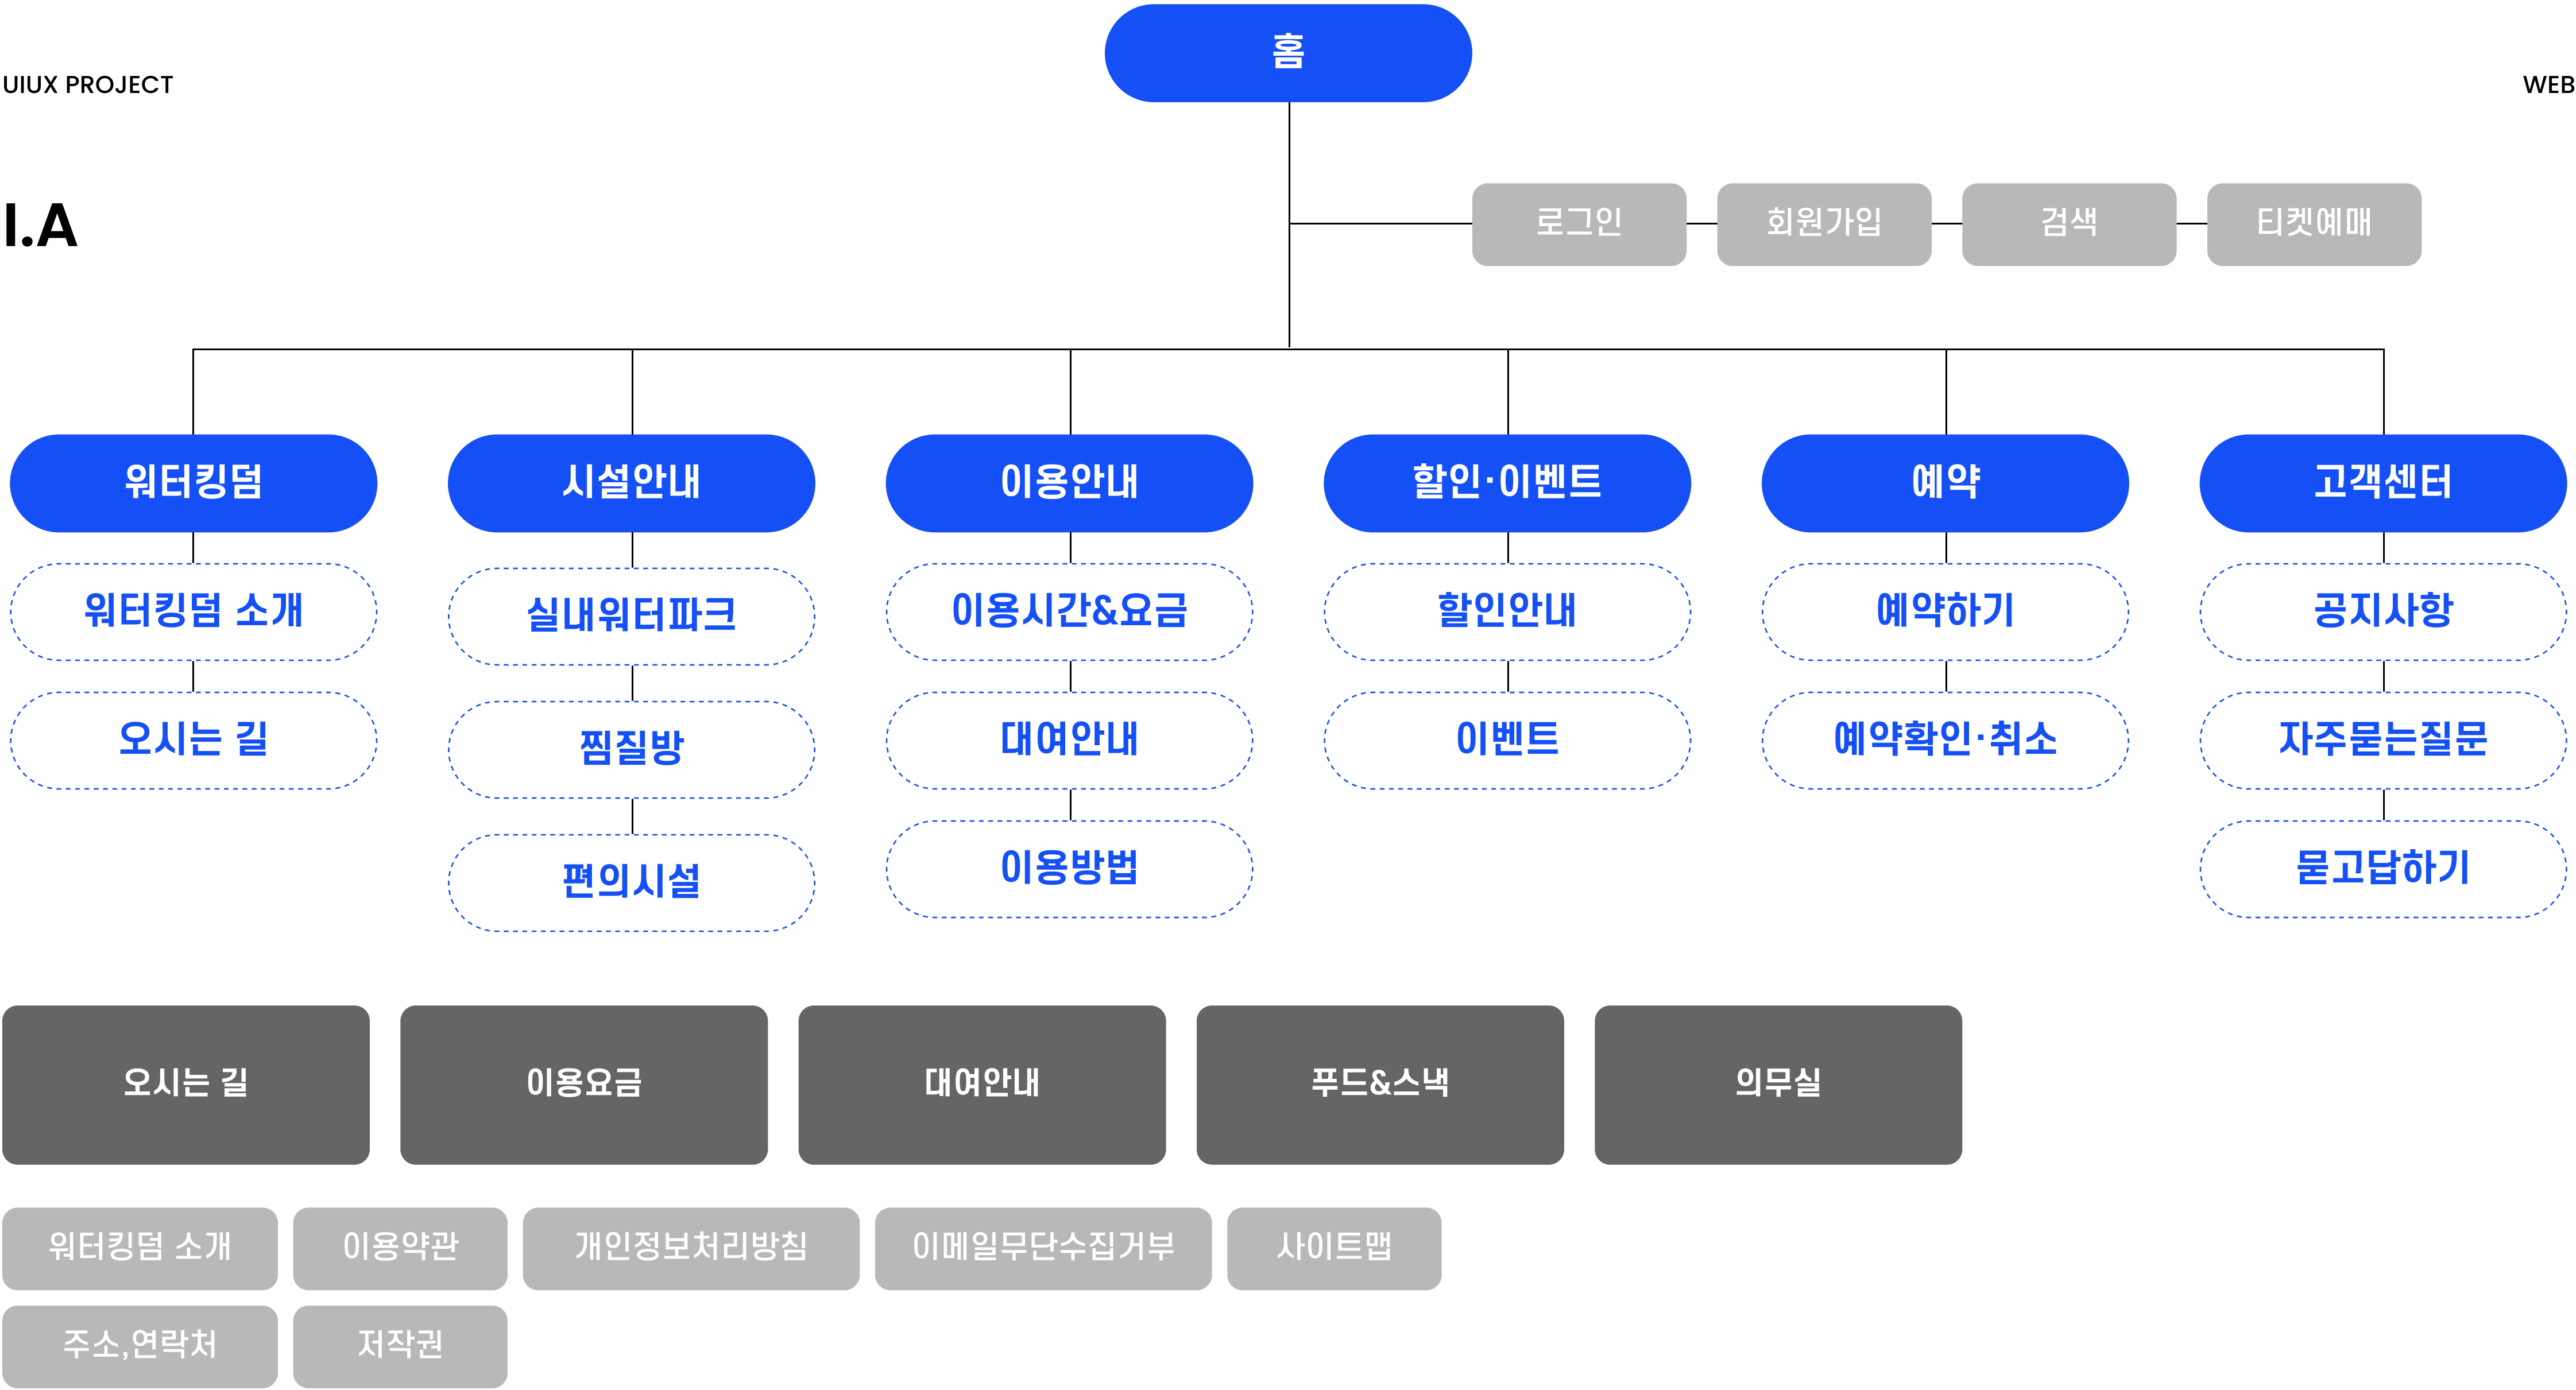 홈
UIUX PROJECT
WEB
I.A
로그인
회원가입
검색
티켓예매
워터킹덤
시설안내
이용안내
할인·이벤트
예약
고객센터
워터킹덤 소개
실내워터파크
이용시간&요금
할인안내
예약하기
공지사항
오시는 길
찜질방
대여안내
이벤트
예약확인·취소
자주묻는질문
편의시설
이용방법
묻고답하기
오시는 길
이용요금
대여안내
푸드&스낵
의무실
워터킹덤 소개
이용약관
개인정보처리방침
이메일무단수집거부
사이트맵
주소,연락처
저작권